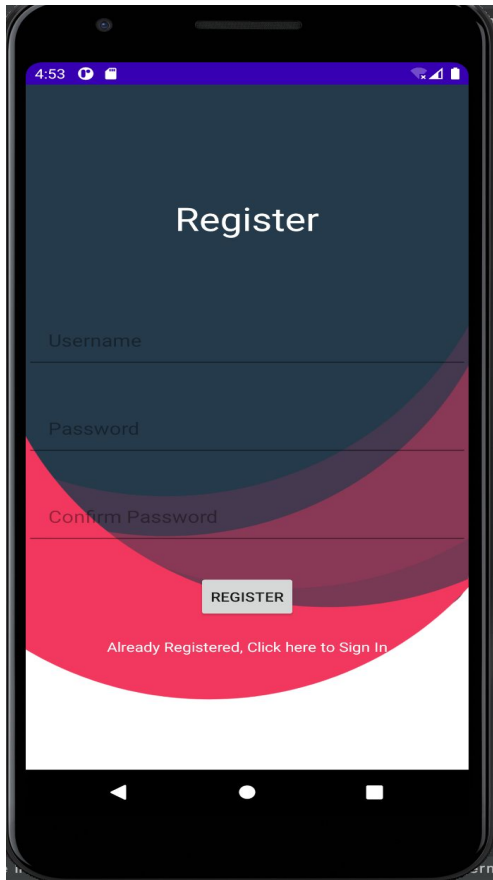 4:53
Register
Username
Password
Confirm Password
REGISTER
Already Registered, Click here to Sign In